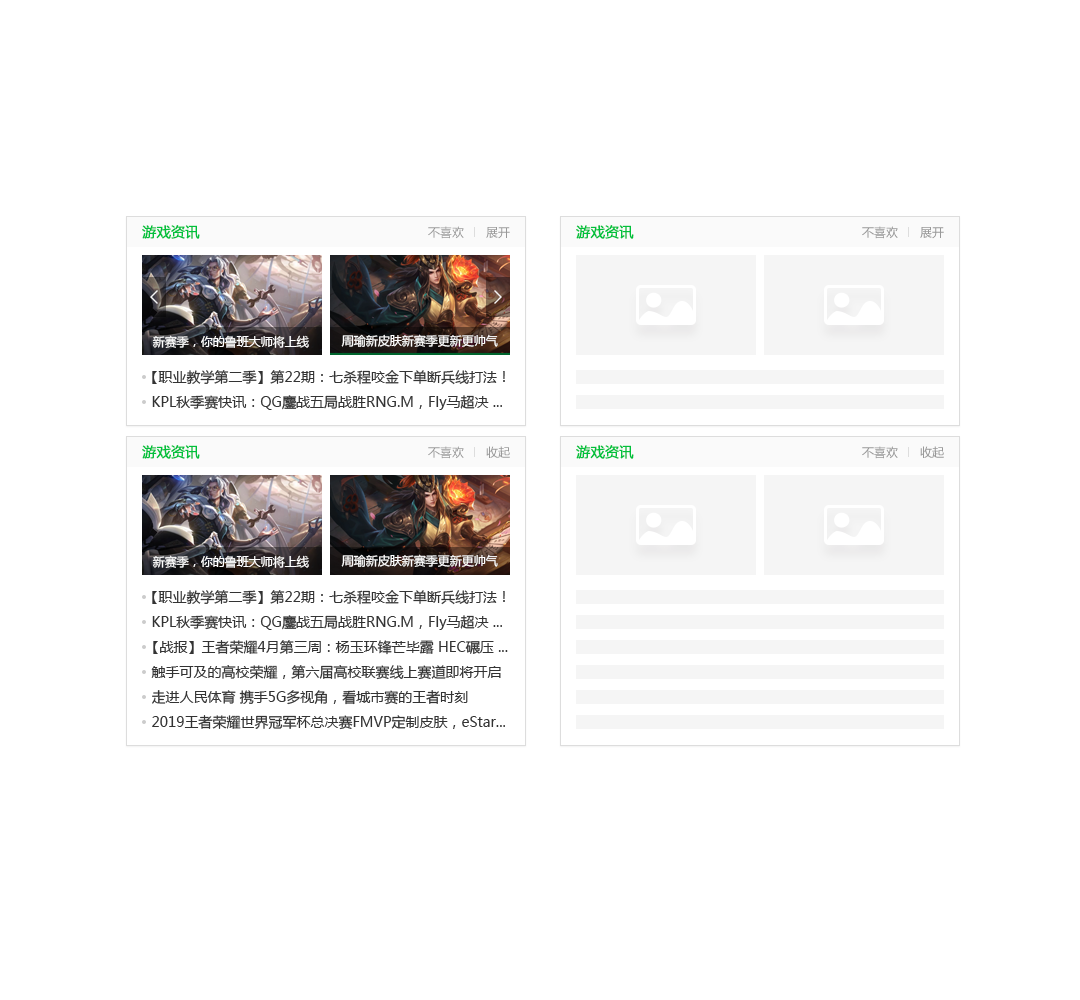 游戏资讯 不喜欢 展开
新赛季，你的鲁班大师将上线
周瑜新皮肤新赛季更新更帅气
【职业教学第二季】第22期：七杀程咬金下单断兵线打法！
KPL秋季赛快讯：QG鏖战五局战胜RNG.M，Fly马超决 ...
游戏资讯 不喜欢 展开
游戏资讯 不喜欢 收起
新赛季，你的鲁班大师将上线
周瑜新皮肤新赛季更新更帅气
【职业教学第二季】第22期：七杀程咬金下单断兵线打法！
KPL秋季赛快讯：QG鏖战五局战胜RNG.M，Fly马超决 ...
【战报】王者荣耀4月第三周：杨玉环锋芒毕露 HEC碾压 ...
触手可及的高校荣耀，第六届高校联赛线上赛道即将开启
走进人民体育 携手5G多视角，看城市赛的王者时刻
2019王者荣耀世界冠军杯总决赛FMVP定制皮肤，eStar...
游戏资讯 不喜欢 收起